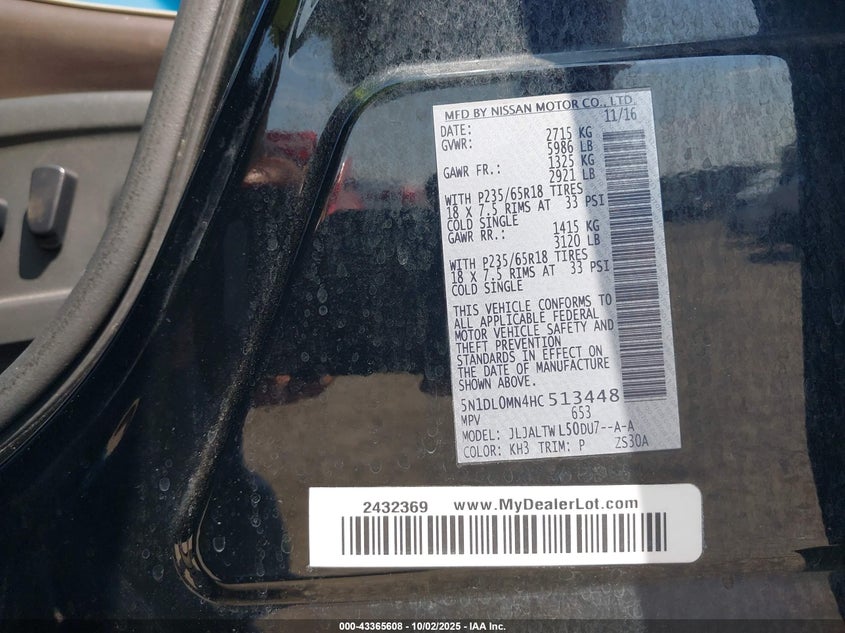 MFD BY NISSAN MOTOR CO., LTD.
DATE: 11/16
GVWR: 2715 KG
5986 LB
GAWR FR.: 1325 KG
2921 LB
WITH P235/65R18 TIRES
18 X 7.5 RIMS AT 33 PSI
COLD SINGLE
GAWR RR.: 1415 KG
3120 LB
WITH P235/65R18 TIRES
18 X 7.5 RIMS AT 33 PSI
COLD SINGLE
THIS VEHICLE CONFORMS TO
ALL APPLICABLE FEDERAL
MOTOR VEHICLE SAFETY AND
THEFT PREVENTION
STANDARDS IN EFFECT ON
THE DATE OF MANUFACTURE
SHOWN ABOVE.
5N1DL0MN4HC513448
MPV 653
MODEL: JLJALTWL50DU7--A-A
COLOR: KH3 TRIM: P ZS30A
2432369 www.MyDealerLot.com
000-43365608 - 10/02/2025 - IAA Inc.